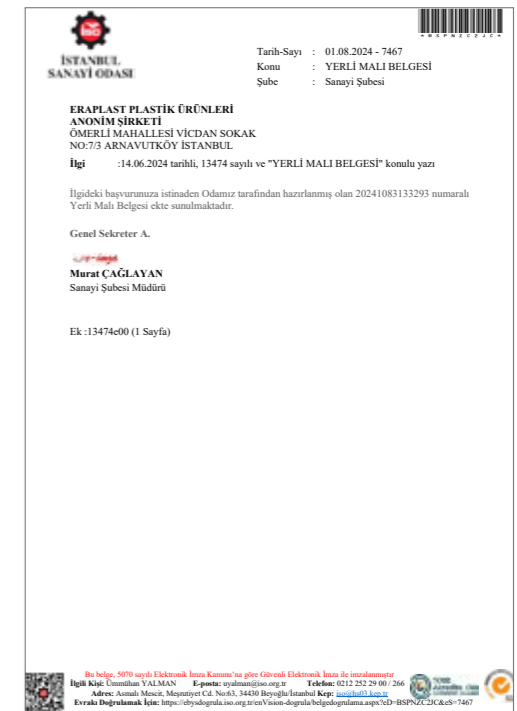 *BSPNZC2JC*
İSTANBUL
SANAYİ ODASI
Tarih-Sayı : 01.08.2024 - 7467
Konu : YERLİ MALI BELGESİ
Şube : Sanayi Şubesi
ERAPLAST PLASTİK ÜRÜNLERİ
ANONİM ŞİRKETİ
ÖMERLİ MAHALLESİ VİCDAN SOKAK
NO:7/3 ARNAVUTKÖY İSTANBUL
İlgi :14.06.2024 tarihli, 13474 sayılı ve "YERLİ MALI BELGESİ" konulu yazı
İlgideki başvurunuza istinaden Odamız tarafından hazırlanmış olan 20241083133293 numaralı
Yerli Malı Belgesi ekte sunulmaktadır.
Genel Sekreter A.
Murat ÇAĞLAYAN
Sanayi Şubesi Müdürü
Ek :13474e00 (1 Sayfa)
Bu belge, 5070 sayılı Elektronik İmza Kanunu'na göre Güvenli Elektronik İmza ile imzalanmıştır
İlgili Kişi: Ümmühan YALMAN E-posta: uyalman@iso.org.tr Telefon: 0212 252 29 00 / 266
Adres: Asmalı Mescit, Meşrutiyet Cd. No:63, 34430 Beyoğlu/İstanbul Kep: iso@hs03.kep.tr
Evrakı Doğrulamak İçin: https://ebysdogrula.iso.org.tr/enVision-dogrula/belgedogrulama.aspx?eD=BSPNZC2JC&eS=7467